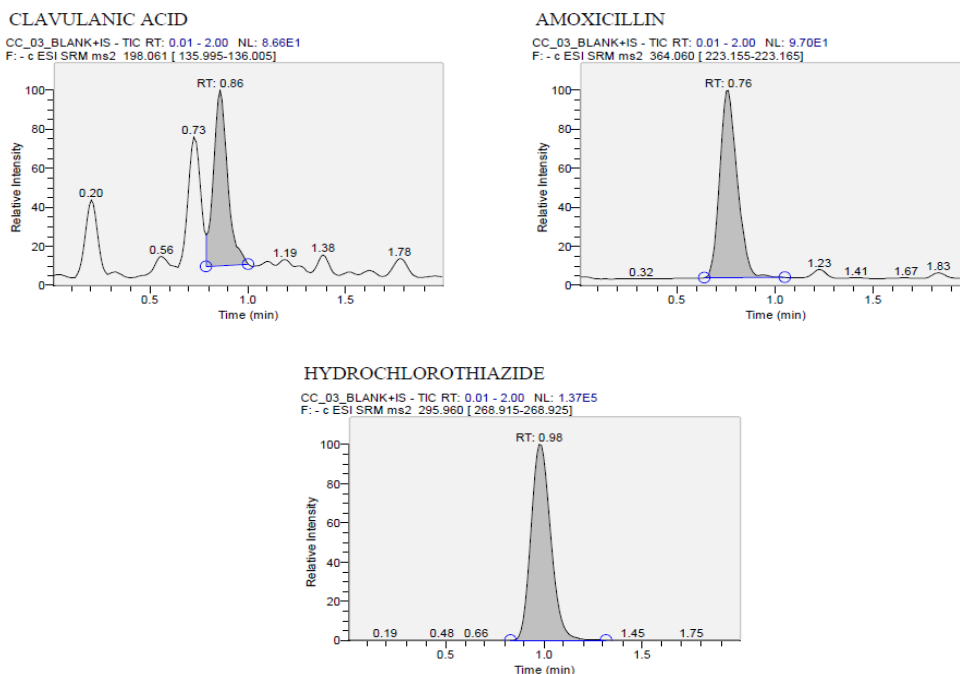 CLAVULANIC ACID
CC_03_BLANK+IS - TIC RT: 0.01 - 2.00 NL: 8.66E1
F: - c ESI SRM ms2 198.061 [ 135.995-136.005]
RT: 0.86
100
80
60
40
20
0
0.20
0.56
0.73
1.19
1.38
1.78
Relative Intensity
0.5
1.0
1.5
Time (min)
AMOXICILLIN
CC_03_BLANK+IS - TIC RT: 0.01 - 2.00 NL: 9.70E1
F: - c ESI SRM ms2 364.060 [ 223.155-223.165]
RT: 0.76
100
80
60
40
20
0
0.32
1.23
1.41
1.67
1.83
Relative Intensity
0.5
1.0
1.5
Time (min)
HYDROCHLOROTHIAZIDE
CC_03_BLANK+IS - TIC RT: 0.01 - 2.00 NL: 1.37E5
F: - c ESI SRM ms2 295.960 [ 268.915-268.925]
RT: 0.98
100
80
60
40
20
0
0.19
0.48
0.66
1.45
1.75
Relative Intensity
0.5
1.0
1.5
Time (min)